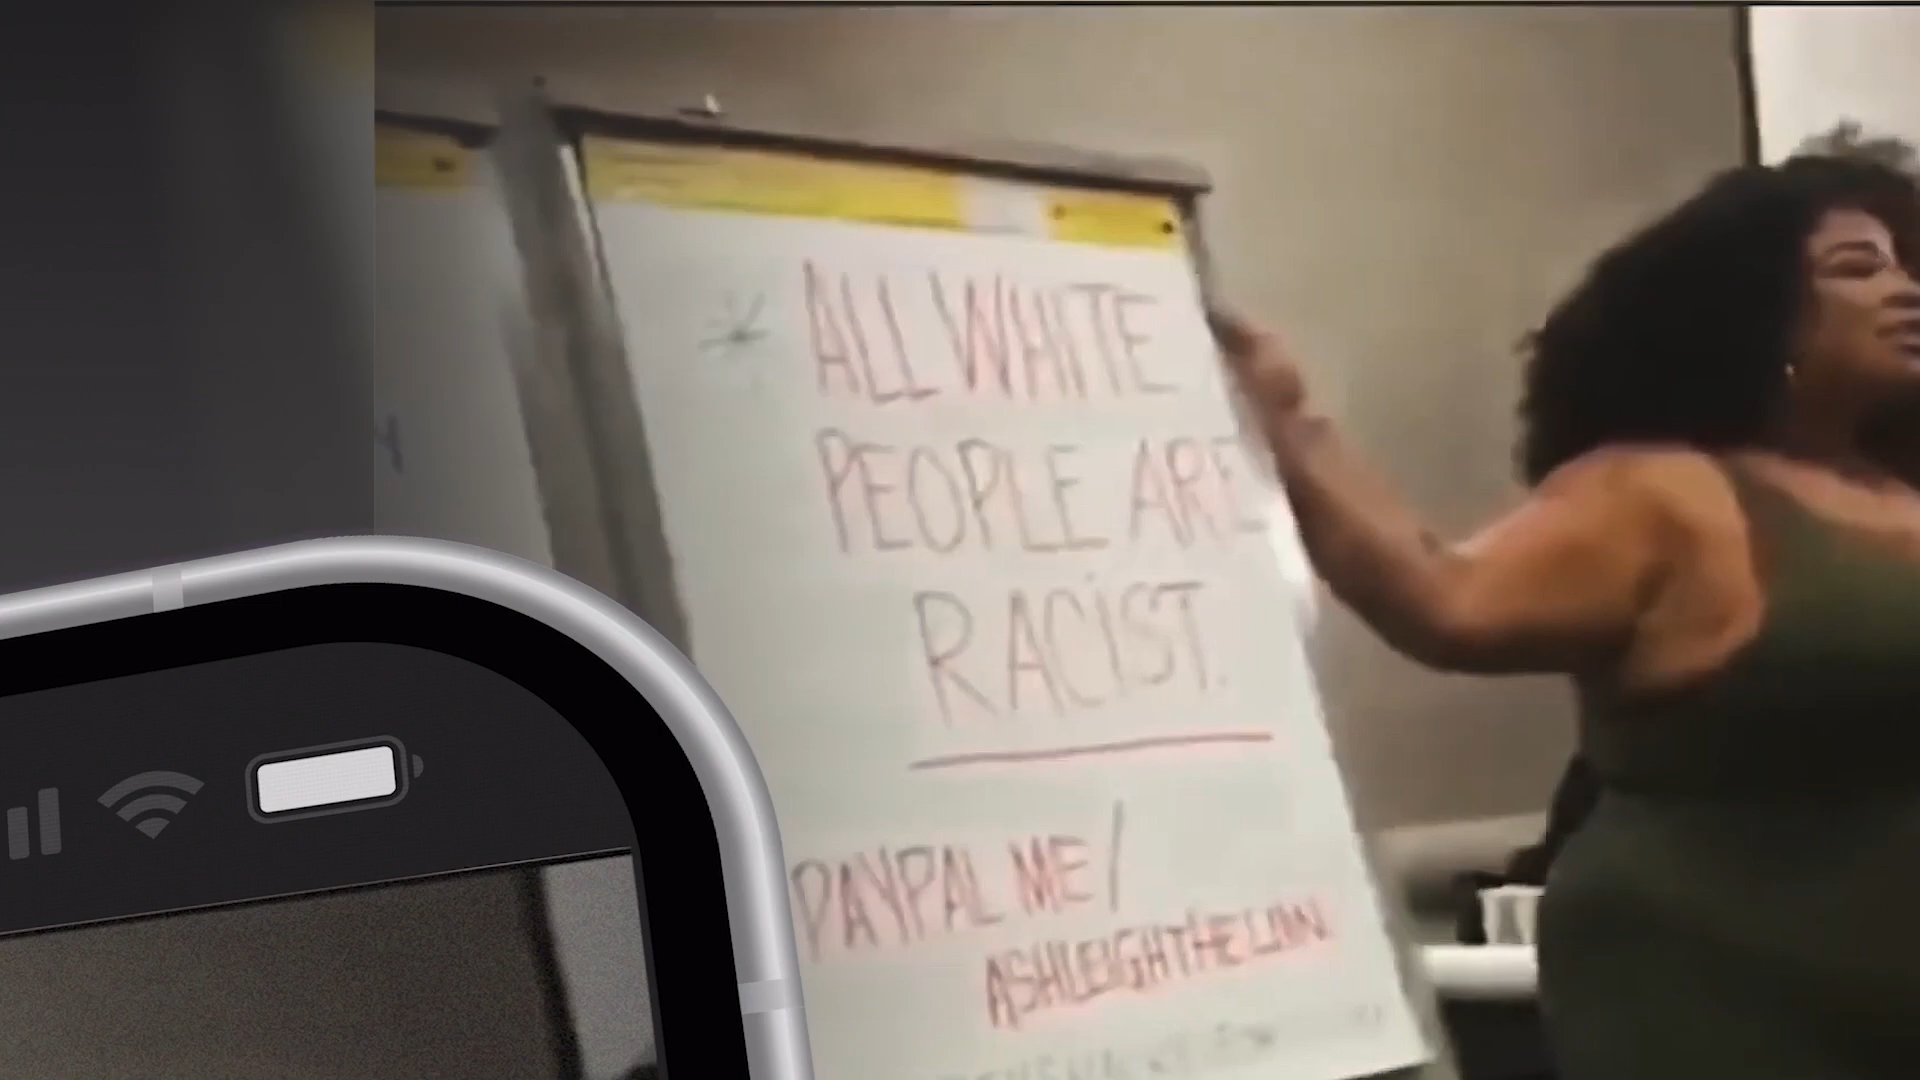 * ALL WHITE
PEOPLE ARE
RACIST.
PAYPAL ME/
ASHLEIGHTHELION